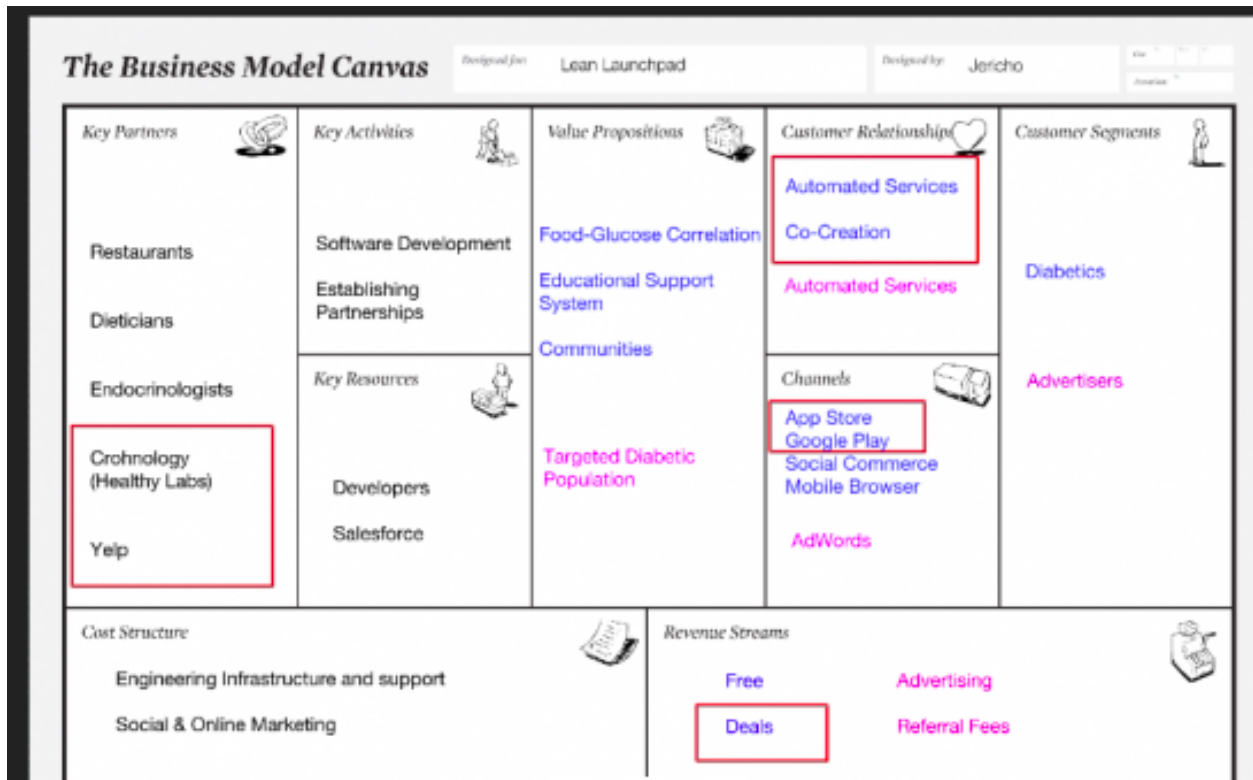 The Business Model Canvas
Designed for:
Lean Launchpad
Designed by:
Jericho
Key Partners
Restaurants
Dieticians
Endocrinologists
Crohnology
(Healthy Labs)
Yelp
Key Activities
Software Development
Establishing
Partnerships
Key Resources
Developers
Salesforce
Value Propositions
Food-Glucose Correlation
Educational Support
System
Communities
Targeted Diabetic
Population
Customer Relationships
Automated Services
Co-Creation
Automated Services
Channels
App Store
Google Play
Social Commerce
Mobile Browser
AdWords
Customer Segments
Diabetics
Advertisers
Cost Structure
Engineering Infrastructure and support
Social & Online Marketing
Revenue Streams
Free
Advertising
Deals
Referral Fees